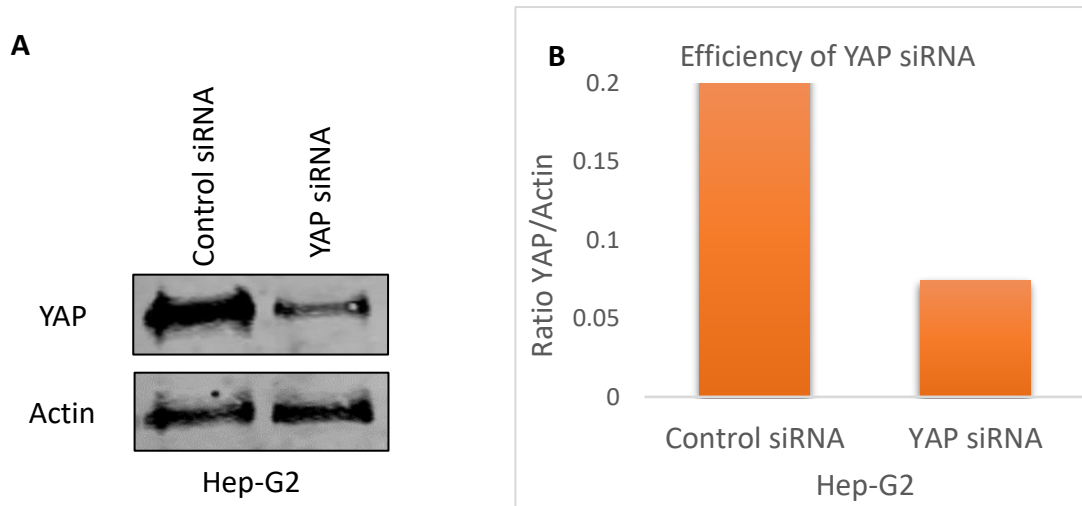 A
Control siRNA
YAP siRNA
YAP
Actin
Hep-G2
B
Efficiency of YAP siRNA
Ratio YAP/Actin
0.2
0.15
0.1
0.05
0
Control siRNA
YAP siRNA
Hep-G2